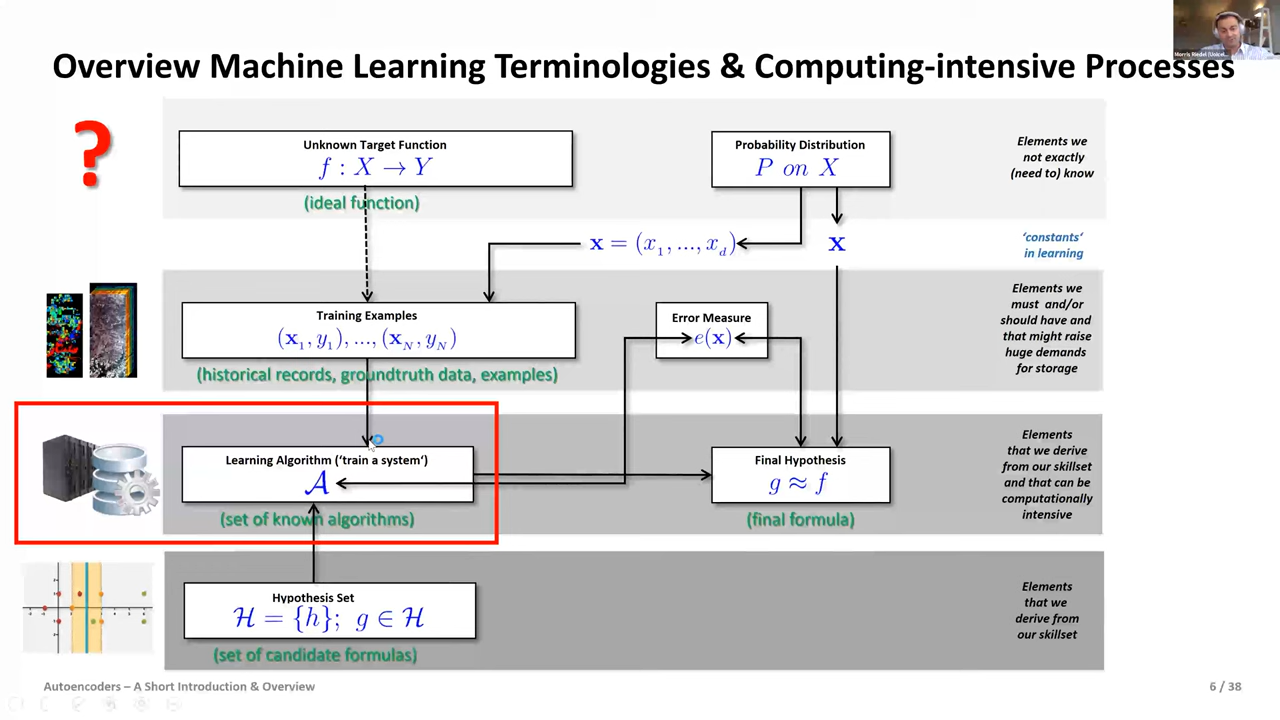 Overview Machine Learning Terminologies & Computing-intensive Processes
?
Unknown Target Function
f : X → Y
(ideal function)
Probability Distribution
P on X
Elements we
not exactly
(need to) know
x = (x₁, ..., x_d)
x
‘constants‘
in learning
Training Examples
(x₁, y₁), ..., (x_N, y_N)
(historical records, groundtruth data, examples)
Error Measure
e(x)
Elements we
must and/or
should have and
that might raise
huge demands
for storage
Learning Algorithm (‘train a system‘)
𝒜
(set of known algorithms)
Final Hypothesis
g ≈ f
(final formula)
Elements
that we derive
from our skillset
and that can be
computationally
intensive
Hypothesis Set
ℋ = {h}; g ∈ ℋ
(set of candidate formulas)
Elements
that we
derive from
our skillset
Autoencoders – A Short Introduction & Overview
6 / 38